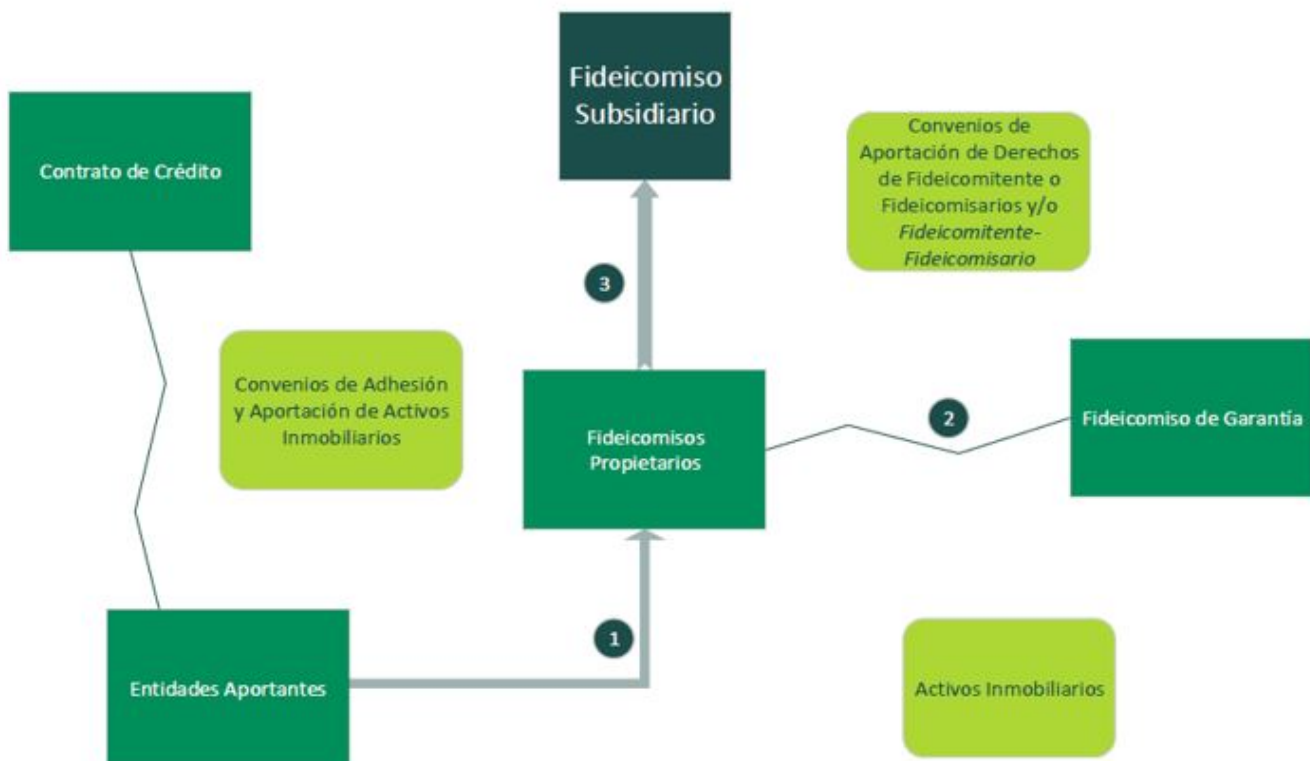 Fideicomiso
Subsidiario
Contrato de Crédito
Convenios de
Aportación de Derechos
de Fideicomitente o
Fideicomisarios y/o
Fideicomitente-
Fideicomisario
3
Convenios de Adhesión
y Aportación de Activos
Inmobiliarios
Fideicomisos
Propietarios
2
Fideicomiso de Garantía
1
Entidades Aportantes
Activos Inmobiliarios